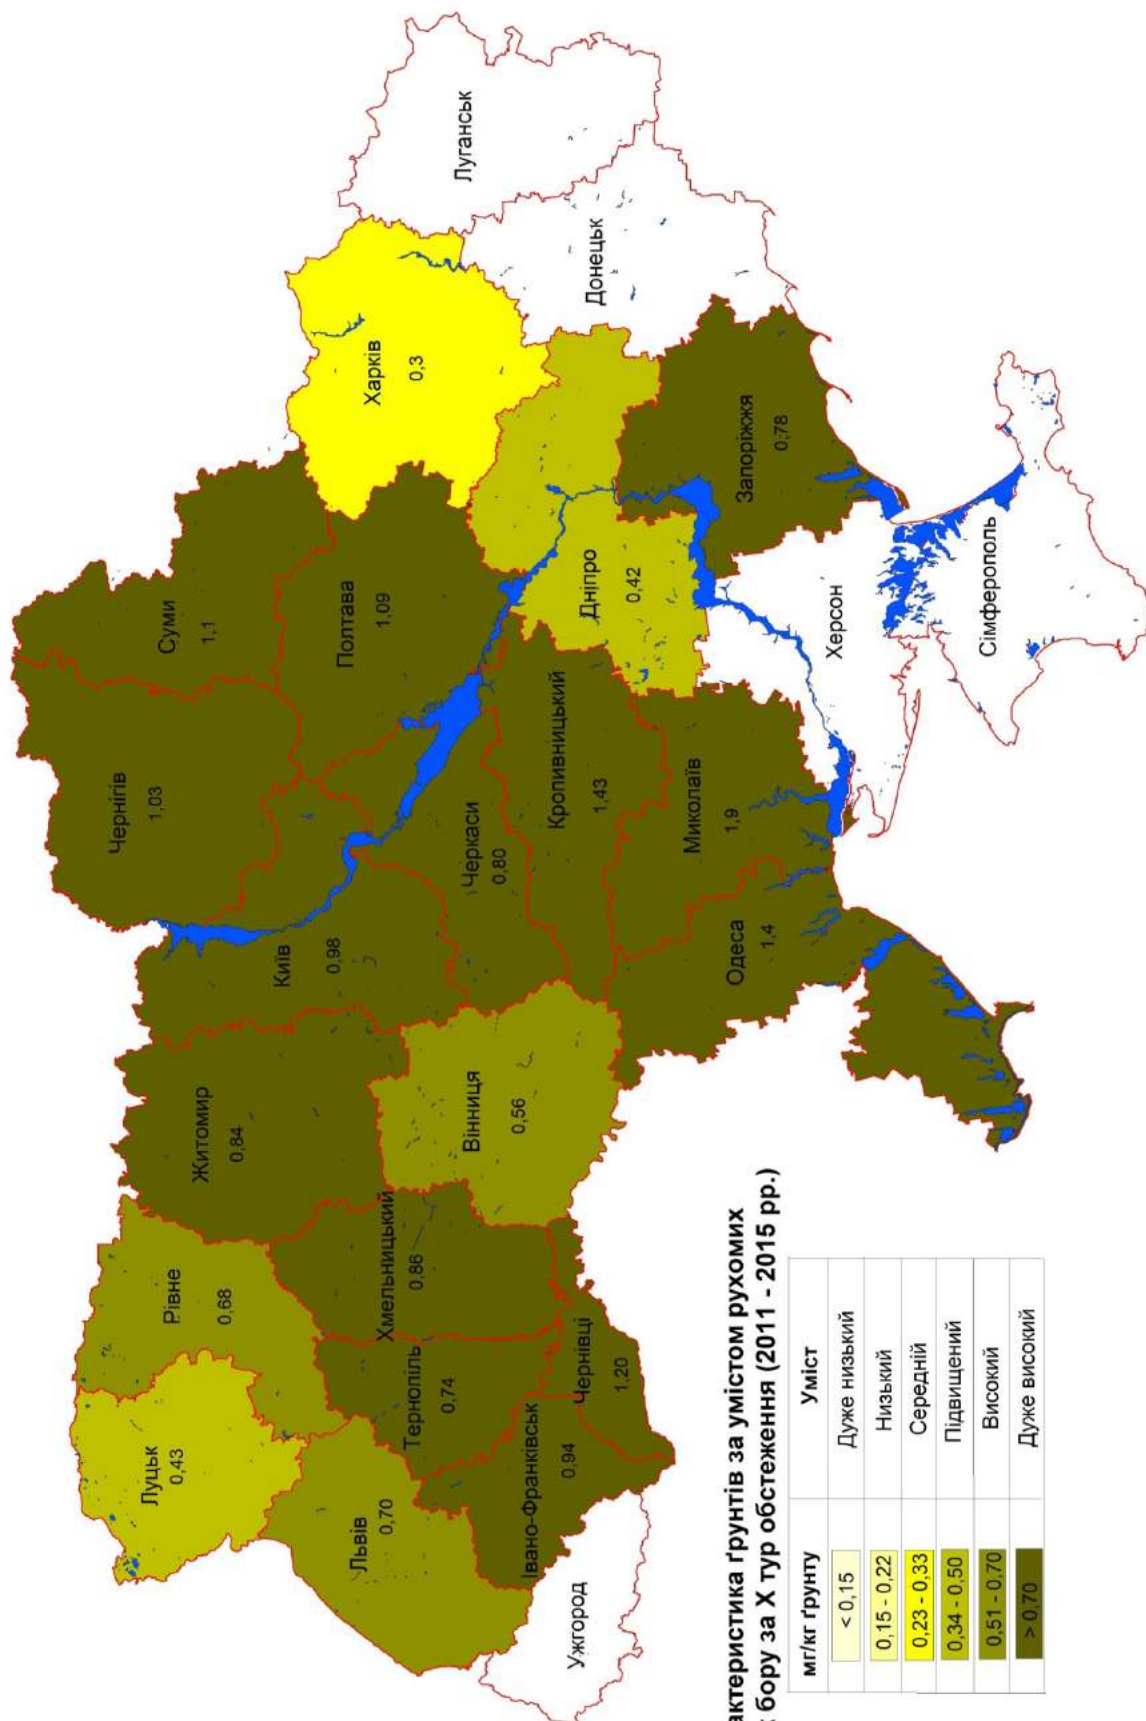 Луганськ
Донецьк
Харків
0,3
Суми
1,1
Полтава
1,09
Дніпро
0,42
Запоріжжя
0,78
Херсон
Сімферополь
Чернігів
1,03
Київ
0,98
Черкаси
0,80
Кропивницький
1,43
Миколаїв
1,9
Одеса
1,4
Житомир
0,84
Вінниця
0,56
Рівне
0,68
Хмельницький
0,86
Тернопіль
0,74
Чернівці
1,20
Луцьк
0,43
Львів
0,70
Івано-Франківськ
0,94
Ужгород
ґрунтів за умістом рухомих
бору за X тур обстеження (2011 - 2015 рр.)
мг/кг ґрунту Уміст
< 0,15 Дуже низький
0,15 - 0,22 Низький
0,23 - 0,33 Середній
0,34 - 0,50 Підвищений
0,51 - 0,70 Високий
> 0,70 Дуже високий